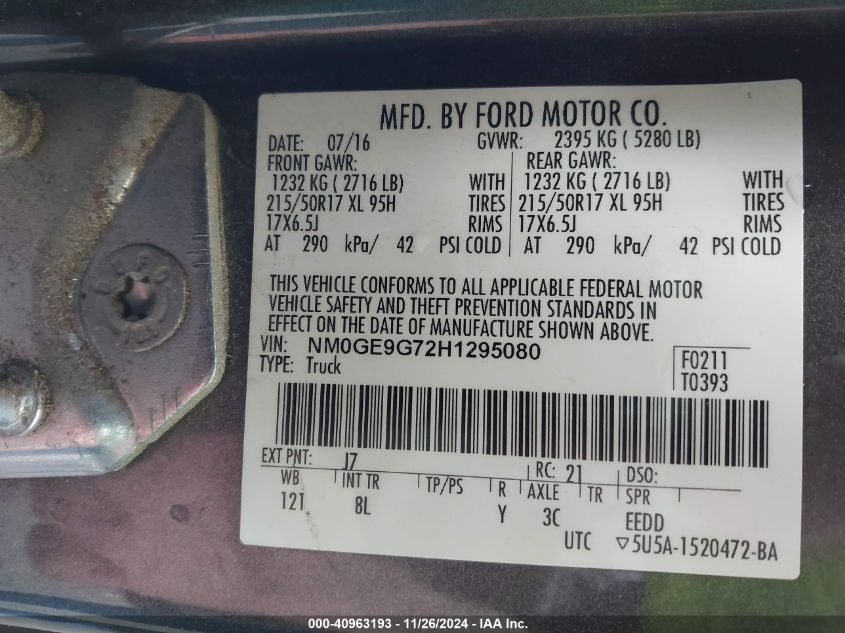 MFD. BY FORD MOTOR CO.
DATE: 07/16 GVWR: 2395 KG ( 5280 LB)
FRONT GAWR: REAR GAWR:
1232 KG ( 2716 LB) WITH 1232 KG ( 2716 LB) WITH
215/50R17 XL 95H TIRES 215/50R17 XL 95H TIRES
17X6.5J RIMS 17X6.5J RIMS
AT 290 kPa/ 42 PSI COLD AT 290 kPa/ 42 PSI COLD
THIS VEHICLE CONFORMS TO ALL APPLICABLE FEDERAL MOTOR
VEHICLE SAFETY AND THEFT PREVENTION STANDARDS IN
EFFECT ON THE DATE OF MANUFACTURE SHOWN ABOVE.
VIN: NM0GE9G72H1295080
TYPE: Truck
F0211
T0393
EXT PNT: J7 RC: 21 DSO:
WB INT TR TP/PS R AXLE TR SPR
121 8L Y 3C EEDD
UTC ▽5U5A-1520472-BA
000-40963193 - 11/26/2024 - IAA Inc.